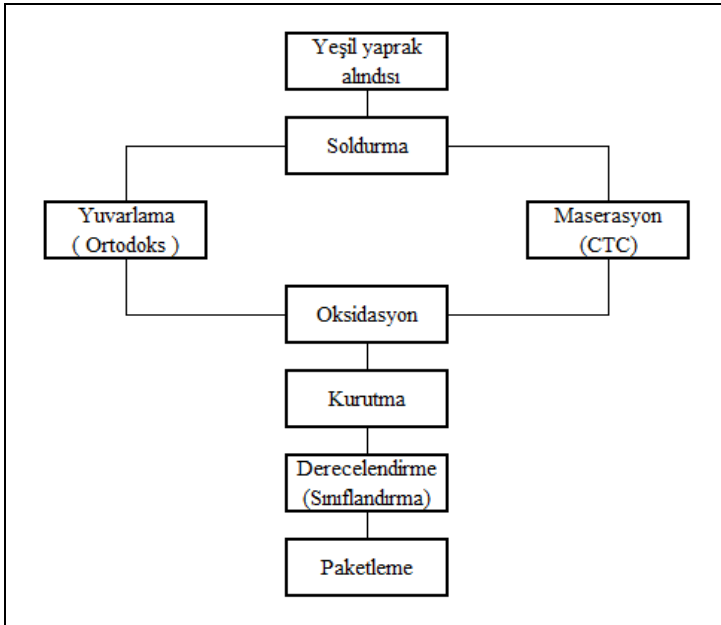 Yeşil yaprak
alındısı
Soldurma
Yuvarlama
( Ortodoks )
Maserasyon
(CTC)
Oksidasyon
Kurutma
Derecelendirme
(Sınıflandırma)
Paketleme